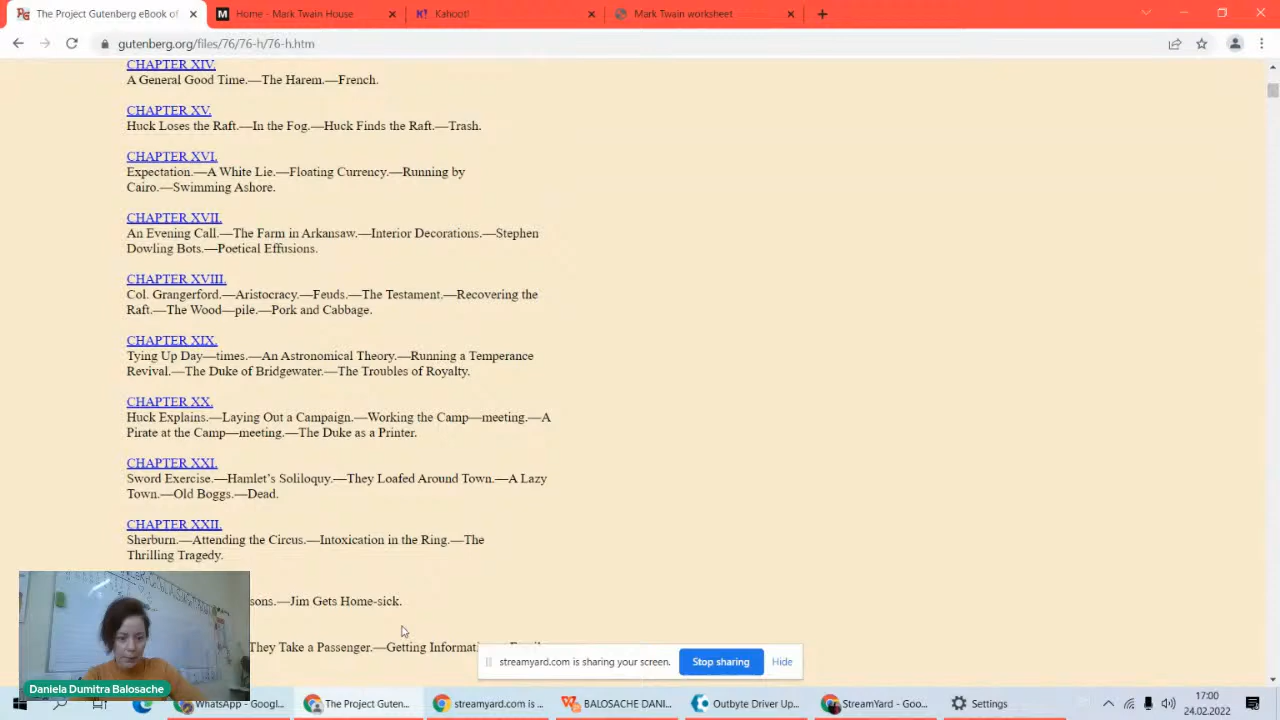 The Project Gutenberg eBook of
Home - Mark Twain House
Kahoot!
Mark Twain worksheet
gutenberg.org/files/76/76-h/76-h.htm
CHAPTER XIV.
A General Good Time.—The Harem.—French.
CHAPTER XV.
Huck Loses the Raft.—In the Fog.—Huck Finds the Raft.—Trash.
CHAPTER XVI.
Expectation.—A White Lie.—Floating Currency.—Running by
Cairo.—Swimming Ashore.
CHAPTER XVII.
An Evening Call.—The Farm in Arkansaw.—Interior Decorations.—Stephen
Dowling Bots.—Poetical Effusions.
CHAPTER XVIII.
Col. Grangerford.—Aristocracy.—Feuds.—The Testament.—Recovering the
Raft.—The Wood—pile.—Pork and Cabbage.
CHAPTER XIX.
Tying Up Day—times.—An Astronomical Theory.—Running a Temperance
Revival.—The Duke of Bridgewater.—The Troubles of Royalty.
CHAPTER XX.
Huck Explains.—Laying Out a Campaign.—Working the Camp—meeting.—A
Pirate at the Camp—meeting.—The Duke as a Printer.
CHAPTER XXI.
Sword Exercise.—Hamlet's Soliloquy.—They Loafed Around Town.—A Lazy
Town.—Old Boggs.—Dead.
CHAPTER XXII.
Sherburn.—Attending the Circus.—Intoxication in the Ring.—The
Thrilling Tragedy.
sons.—Jim Gets Home-sick.
They Take a Passenger.—Getting Informati
streamyard.com is sharing your screen.
Stop sharing
Hide
Daniela Dumitra Balosache
WhatsApp - Googl...
The Project Guten...
streamyard.com is ...
BALOSACHE DANI...
Outbyte Driver Up...
StreamYard - Goo...
Settings
17:00
24.02.2022